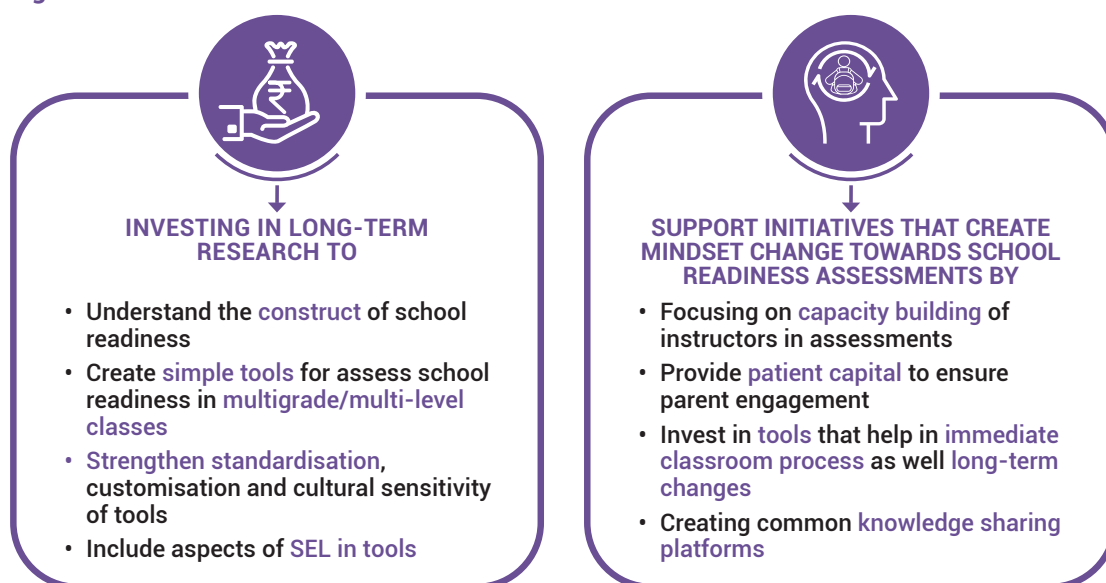 INVESTING IN LONG-TERM
RESEARCH TO
• Understand the construct of school
readiness
• Create simple tools for assess school
readiness in multigrade/multi-level
classes
• Strengthen standardisation,
customisation and cultural sensitivity
of tools
• Include aspects of SEL in tools
SUPPORT INITIATIVES THAT CREATE
MINDSET CHANGE TOWARDS SCHOOL
READINESS ASSESSMENTS BY
• Focusing on capacity building of
instructors in assessments
• Provide patient capital to ensure
parent engagement
• Invest in tools that help in immediate
classroom process as well long-term
changes
• Creating common knowledge sharing
platforms